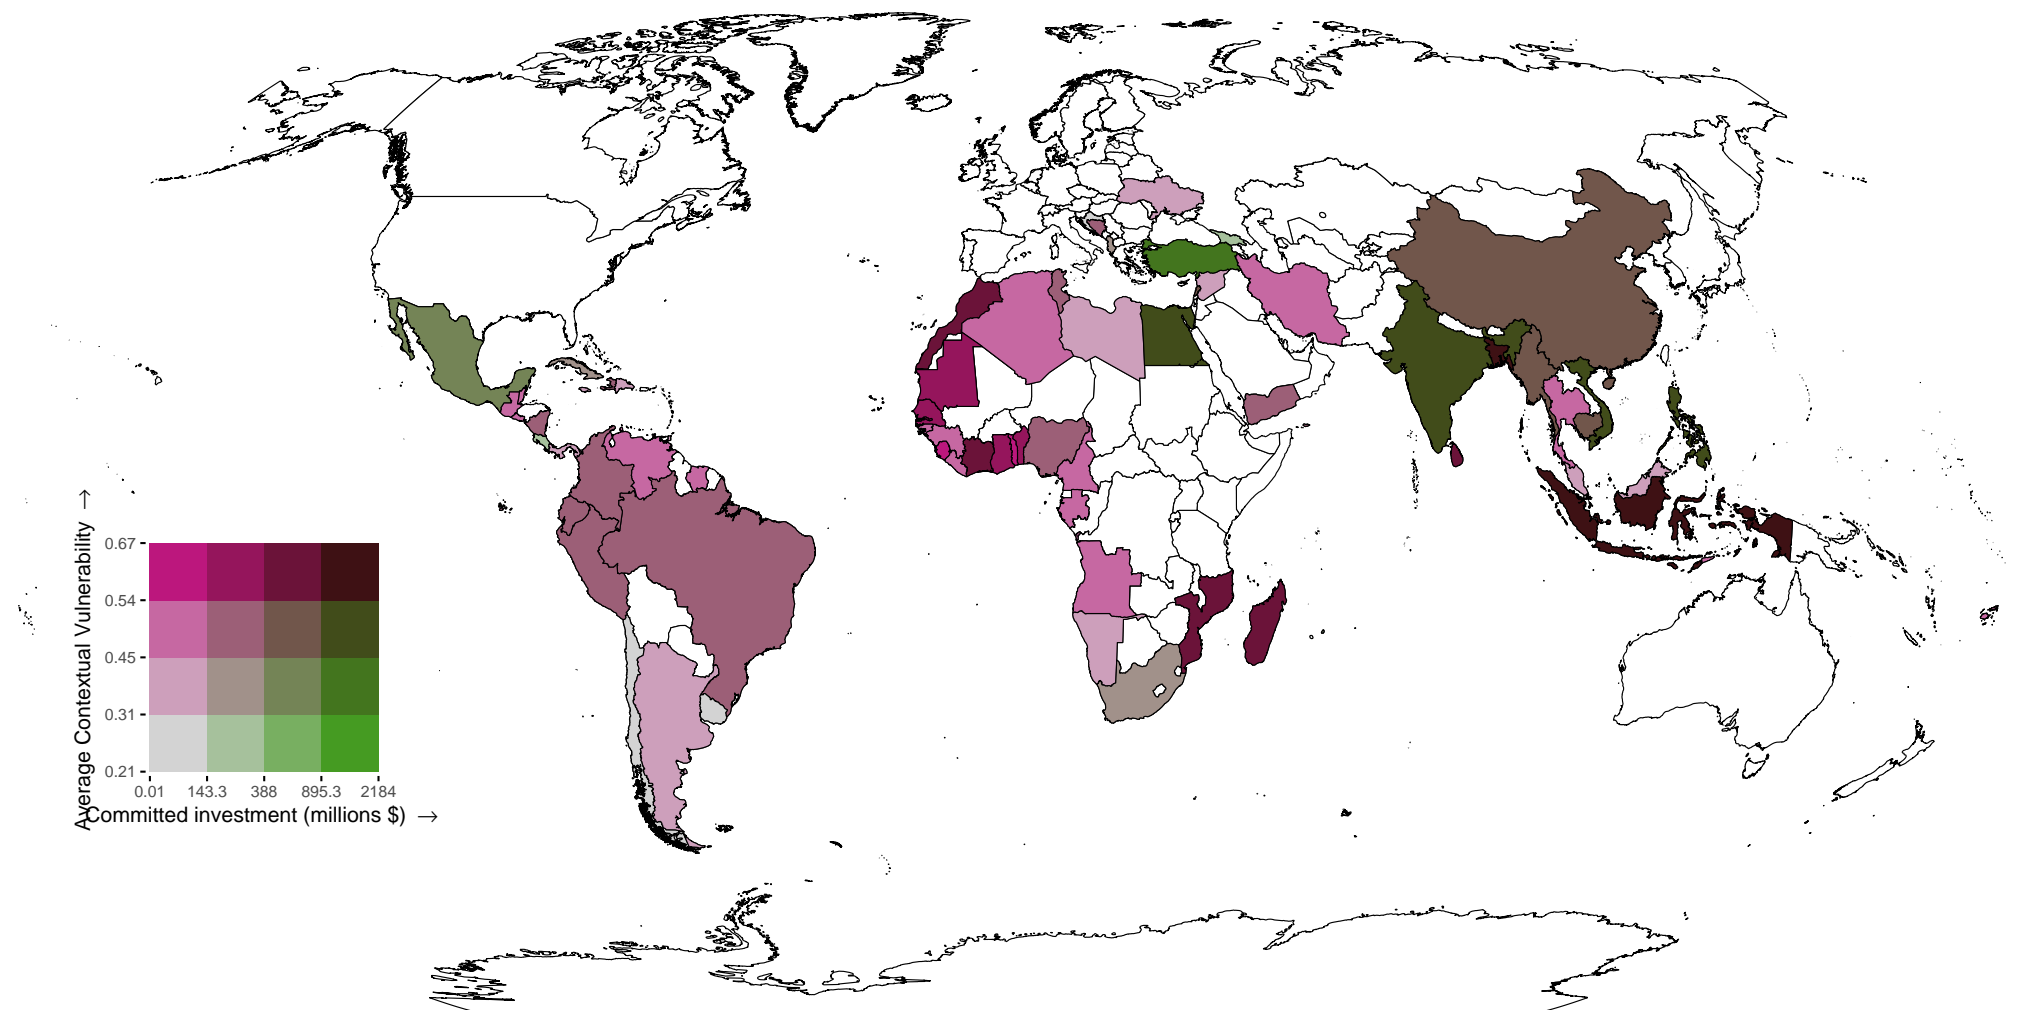 Average Contextual Vulnerability →
0.67
0.54
0.45
0.31
0.21
0.01 143.3 388 895.3 2184
Committed investment (millions $) →